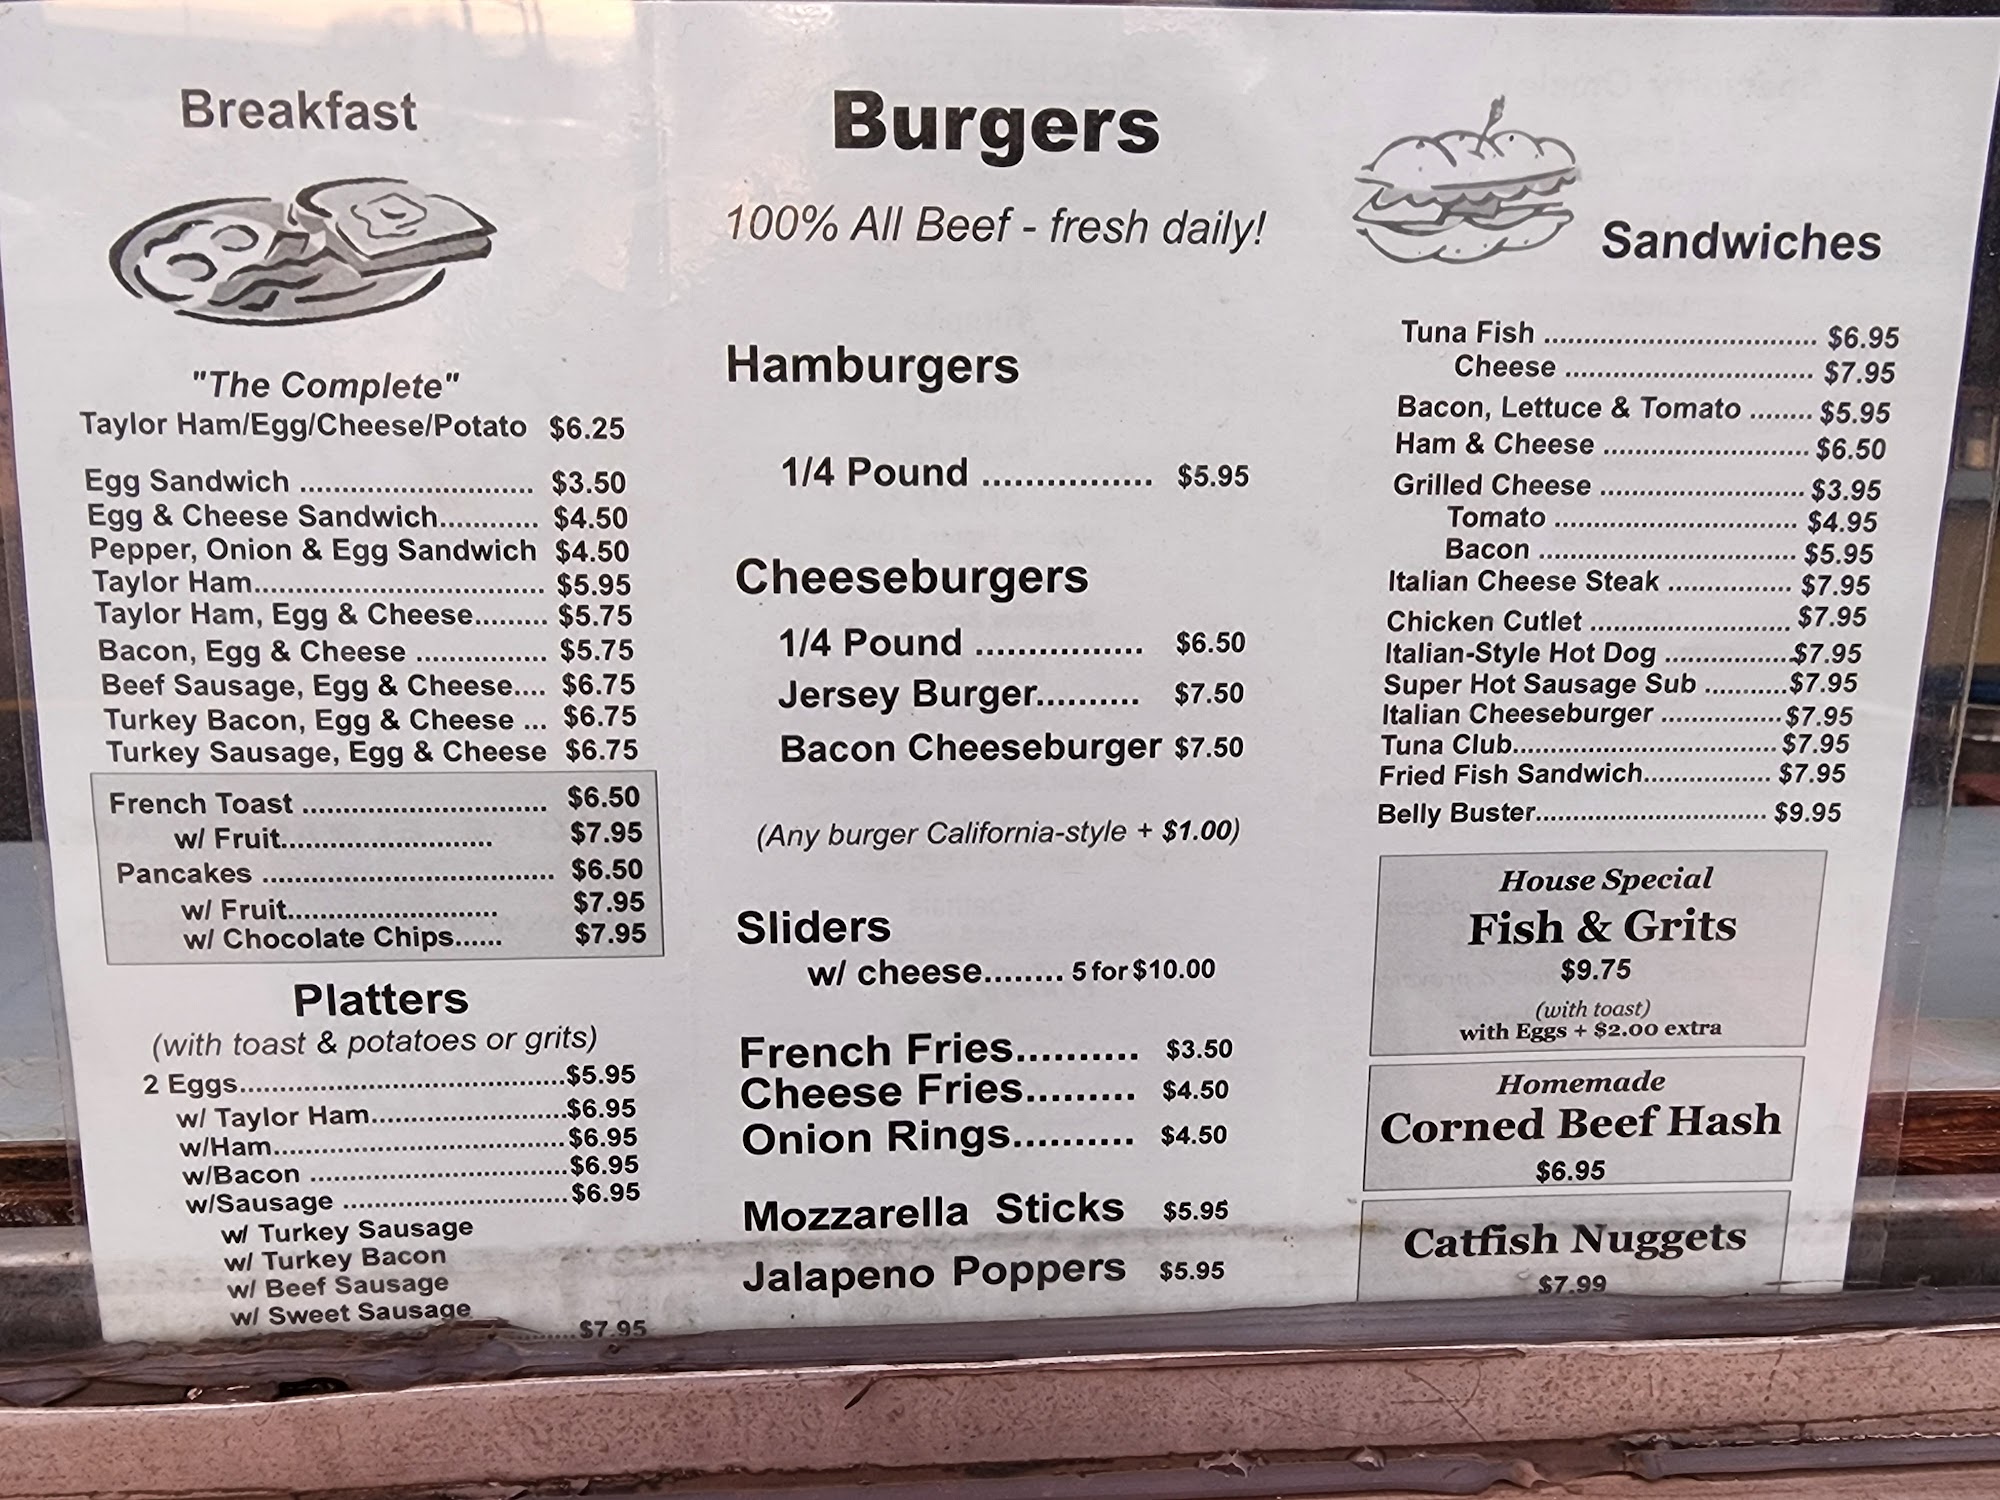 Breakfast
"The Complete"
Taylor Ham/Egg/Cheese/Potato $6.25
Egg Sandwich ............................ $3.50
Egg & Cheese Sandwich............ $4.50
Pepper, Onion & Egg Sandwich $4.50
Taylor Ham................................... $5.95
Taylor Ham, Egg & Cheese......... $5.75
Bacon, Egg & Cheese ................ $5.75
Beef Sausage, Egg & Cheese.... $6.75
Turkey Bacon, Egg & Cheese ... $6.75
Turkey Sausage, Egg & Cheese $6.75
French Toast .............................. $6.50
w/ Fruit.......................... $7.95
Pancakes .................................... $6.50
w/ Fruit.......................... $7.95
w/ Chocolate Chips...... $7.95
Platters
(with toast & potatoes or grits)
2 Eggs.........................................$5.95
w/ Taylor Ham.........................$6.95
w/Ham.....................................$6.95
w/Bacon .................................$6.95
w/Sausage .............................$6.95
w/ Turkey Sausage
w/ Turkey Bacon
w/ Beef Sausage
w/ Sweet Sausage
........$7.95
Burgers
100% All Beef - fresh daily!
Hamburgers
1/4 Pound ................ $5.95
Cheeseburgers
1/4 Pound ................ $6.50
Jersey Burger.......... $7.50
Bacon Cheeseburger $7.50
(Any burger California-style + $1.00)
Sliders
w/ cheese........ 5 for $10.00
French Fries.......... $3.50
Cheese Fries......... $4.50
Onion Rings.......... $4.50
Mozzarella Sticks $5.95
Jalapeno Poppers $5.95
Sandwiches
Tuna Fish .................................. $6.95
Cheese ............................... $7.95
Bacon, Lettuce & Tomato ........ $5.95
Ham & Cheese .......................... $6.50
Grilled Cheese .......................... $3.95
Tomato ............................... $4.95
Bacon ................................ $5.95
Italian Cheese Steak ................ $7.95
Chicken Cutlet ......................... $7.95
Italian-Style Hot Dog .................$7.95
Super Hot Sausage Sub ...........$7.95
Italian Cheeseburger ................$7.95
Tuna Club................................. $7.95
Fried Fish Sandwich................. $7.95
Belly Buster.............................. $9.95
House Special
Fish & Grits
$9.75
(with toast)
with Eggs + $2.00 extra
Homemade
Corned Beef Hash
$6.95
Catfish Nuggets
$7.99